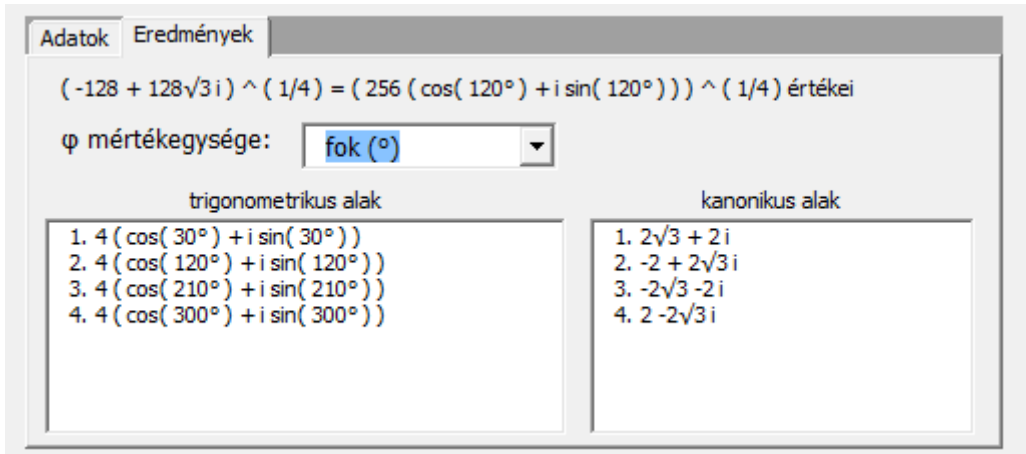 Adatok Eredmények
( -128 + 128√3 i ) ^ ( 1/4 ) = ( 256 ( cos( 120° ) + i sin( 120° ) ) ) ^ ( 1/4 ) értékei
φ mértékegysége: fok (°)
trigonometrikus alak
1. 4 ( cos( 30° ) + i sin( 30° ) )
2. 4 ( cos( 120° ) + i sin( 120° ) )
3. 4 ( cos( 210° ) + i sin( 210° ) )
4. 4 ( cos( 300° ) + i sin( 300° ) )
kanonikus alak
1. 2√3 + 2 i
2. -2 + 2√3 i
3. -2√3 -2 i
4. 2 -2√3 i